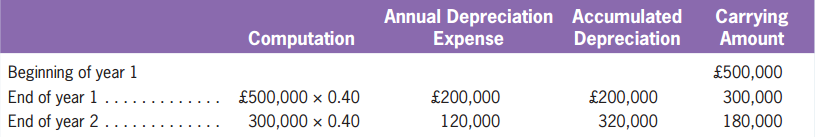 Annual Depreciation Accumulated Carrying
Computation Expense Depreciation Amount
Beginning of year 1 £500,000
End of year 1 . . . . . . . . . . . . . £500,000 × 0.40 £200,000 £200,000 300,000
End of year 2 . . . . . . . . . . . . . 300,000 × 0.40 120,000 320,000 180,000